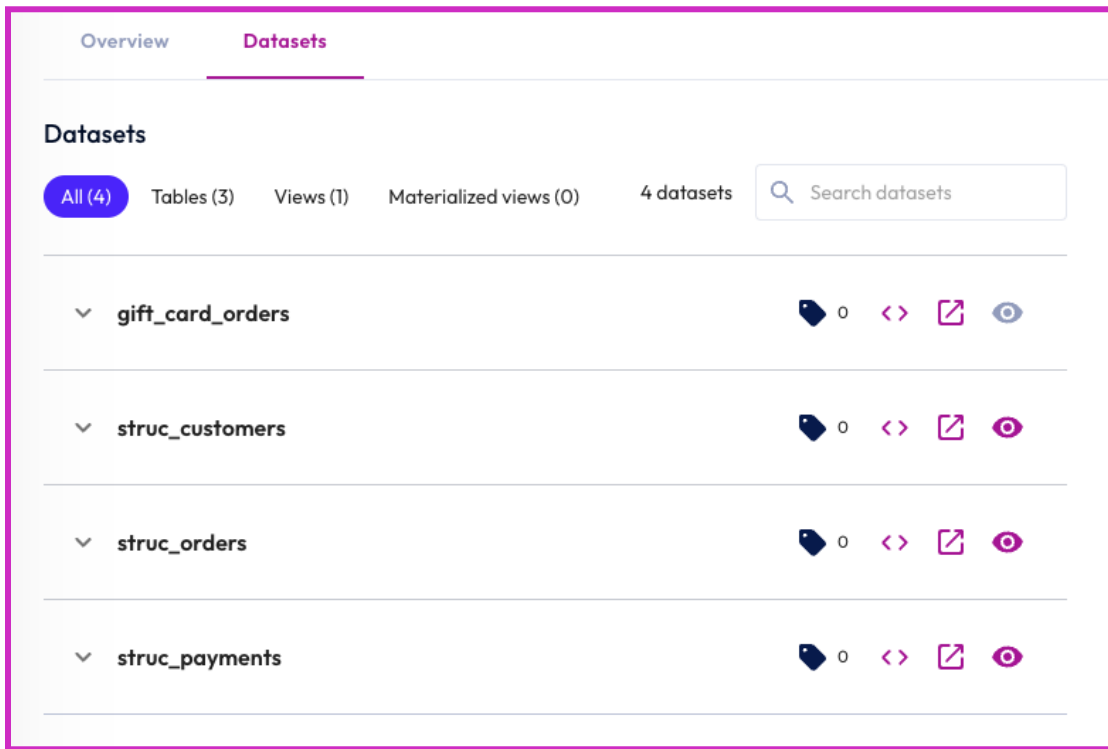 Overview Datasets
Datasets
All (4) Tables (3) Views (1) Materialized views (0) 4 datasets Search datasets
gift_card_orders 0
struc_customers 0
struc_orders 0
struc_payments 0